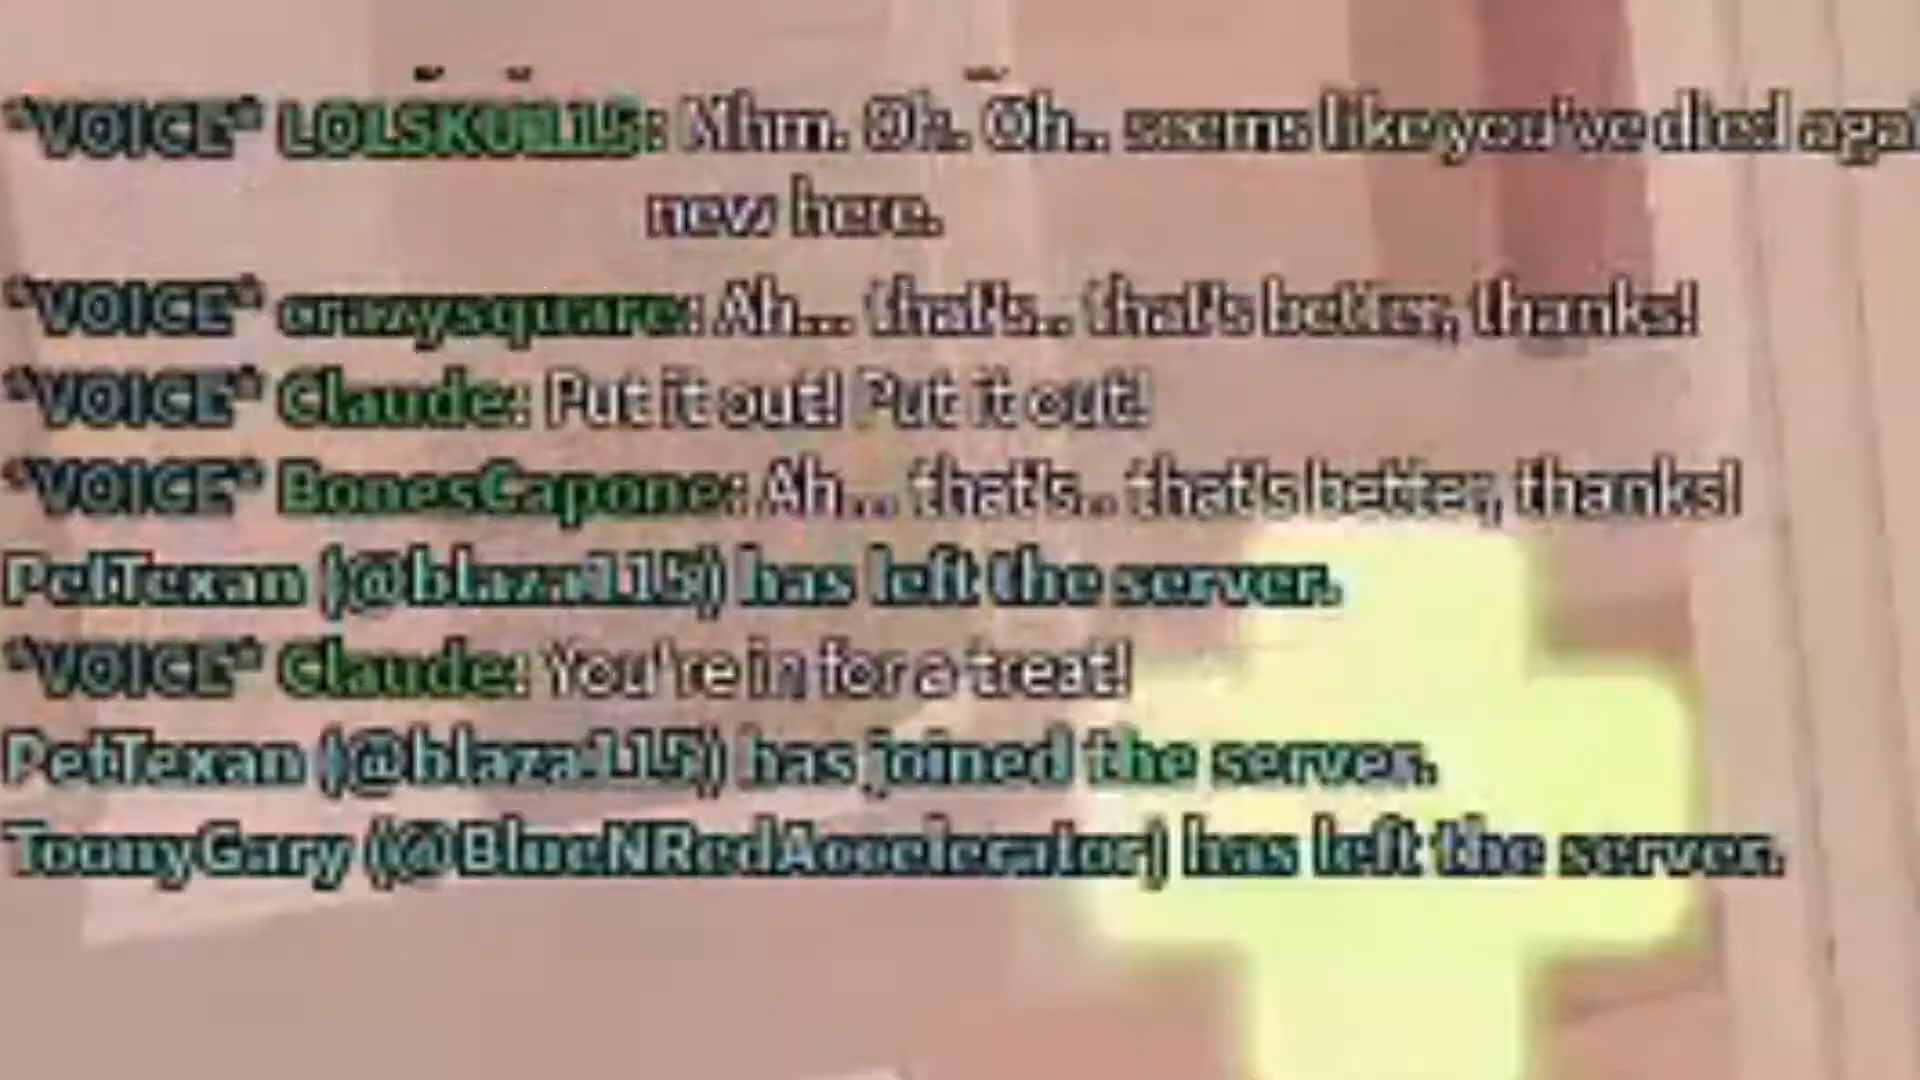 *VOICE* LOLSKULL15: Mhm. Oh. Oh.. seems like you've died agai
new here.
*VOICE* crazysquare: Ah... that's.. that's better, thanks!
*VOICE* Claude: Put it out! Put it out!
*VOICE* BonesCapone: Ah... that's.. that's better, thanks!
PetTexan (@blaza115) has left the server.
*VOICE* Claude: You're in for a treat!
PetTexan (@blaza115) has joined the server.
ToonyGary (@BlueNRedAccelerator) has left the server.